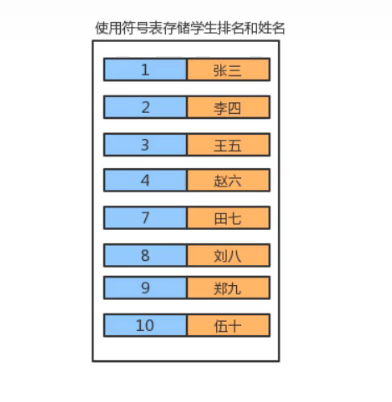 使用符号表存储学生排名和姓名
1 张三
2 李四
3 王五
4 赵六
7 田七
8 刘八
9 郑九
10 伍十